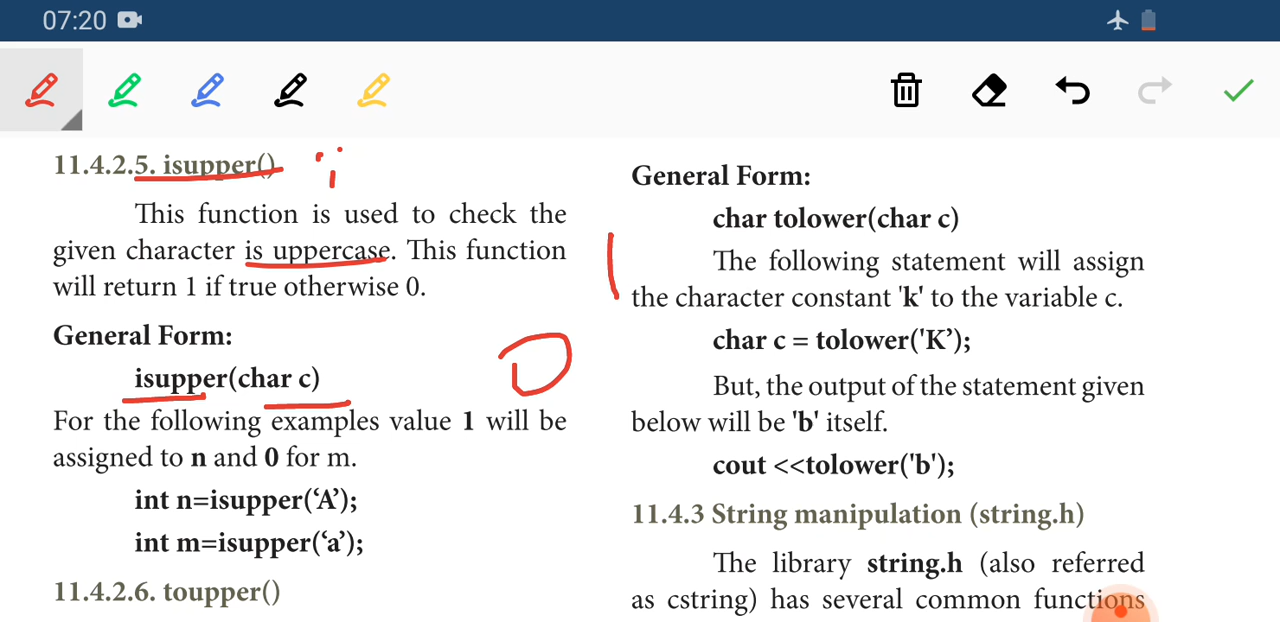 07:20
11.4.2.5. isupper()
This function is used to check the
given character is uppercase. This function
will return 1 if true otherwise 0.
General Form:
isupper(char c)
For the following examples value 1 will be
assigned to n and 0 for m.
int n=isupper(‘A’);
int m=isupper(‘a’);
11.4.2.6. toupper()
General Form:
char tolower(char c)
The following statement will assign
the character constant 'k' to the variable c.
char c = tolower('K’);
But, the output of the statement given
below will be 'b' itself.
cout <<tolower('b');
11.4.3 String manipulation (string.h)
The library string.h (also referred
as cstring) has several common functions